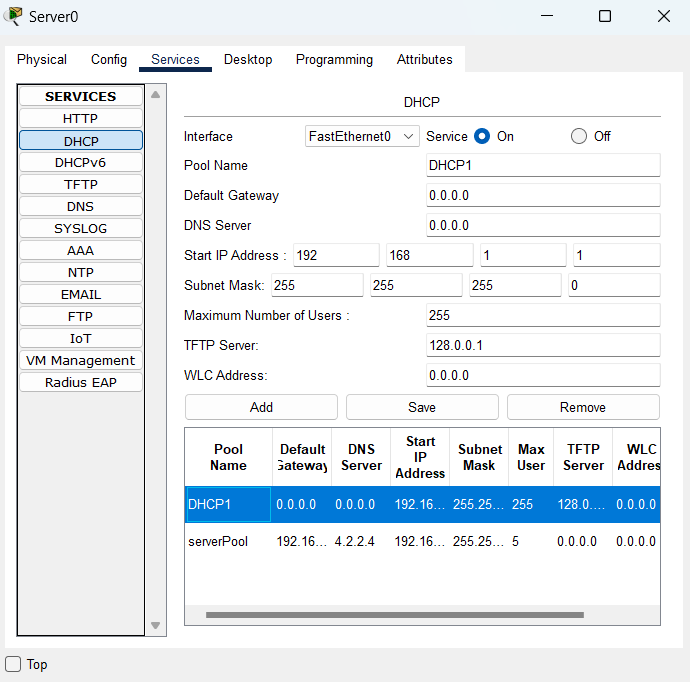 Server0
Physical Config Services Desktop Programming Attributes
SERVICES
HTTP
DHCP
DHCPv6
TFTP
DNS
SYSLOG
AAA
NTP
EMAIL
FTP
IoT
VM Management
Radius EAP
DHCP
Interface FastEthernet0 Service On Off
Pool Name DHCP1
Default Gateway 0.0.0.0
DNS Server 0.0.0.0
Start IP Address : 192 168 1 1
Subnet Mask: 255 255 255 0
Maximum Number of Users : 255
TFTP Server: 128.0.0.1
WLC Address: 0.0.0.0
Add Save Remove
Pool Name Default Gateway DNS Server Start IP Address Subnet Mask Max User TFTP Server WLC Addres
DHCP1 0.0.0.0 0.0.0.0 192.16... 255.25... 255 128.0.... 0.0.0.0
serverPool 192.16... 4.2.2.4 192.16... 255.25... 5 0.0.0.0 0.0.0.0
Top